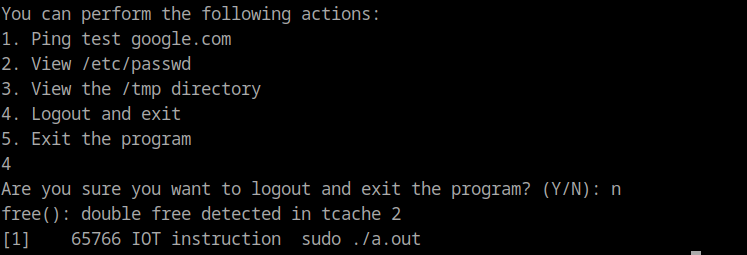 You can perform the following actions:
1. Ping test google.com
2. View /etc/passwd
3. View the /tmp directory
4. Logout and exit
5. Exit the program
4
Are you sure you want to logout and exit the program? (Y/N): n
free(): double free detected in tcache 2
[1]    65766 IOT instruction  sudo ./a.out